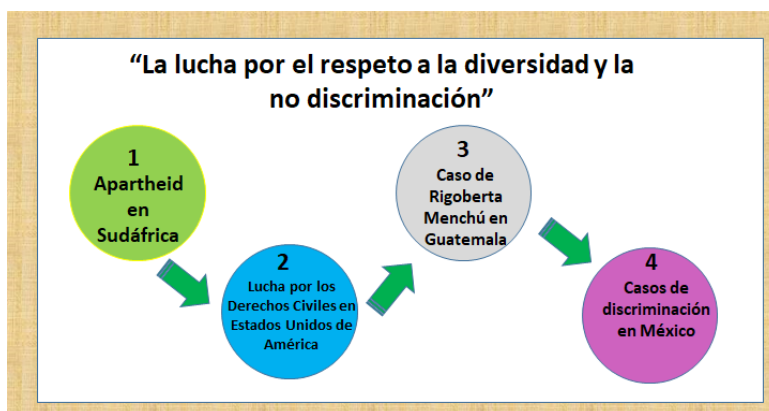 “La lucha por el respeto a la diversidad y la
no discriminación”
1
Apartheid
en
Sudáfrica
2
Lucha por los
Derechos Civiles en
Estados Unidos de
América
3
Caso de
Rigoberta
Menchú en
Guatemala
4
Casos de
discriminación
en México